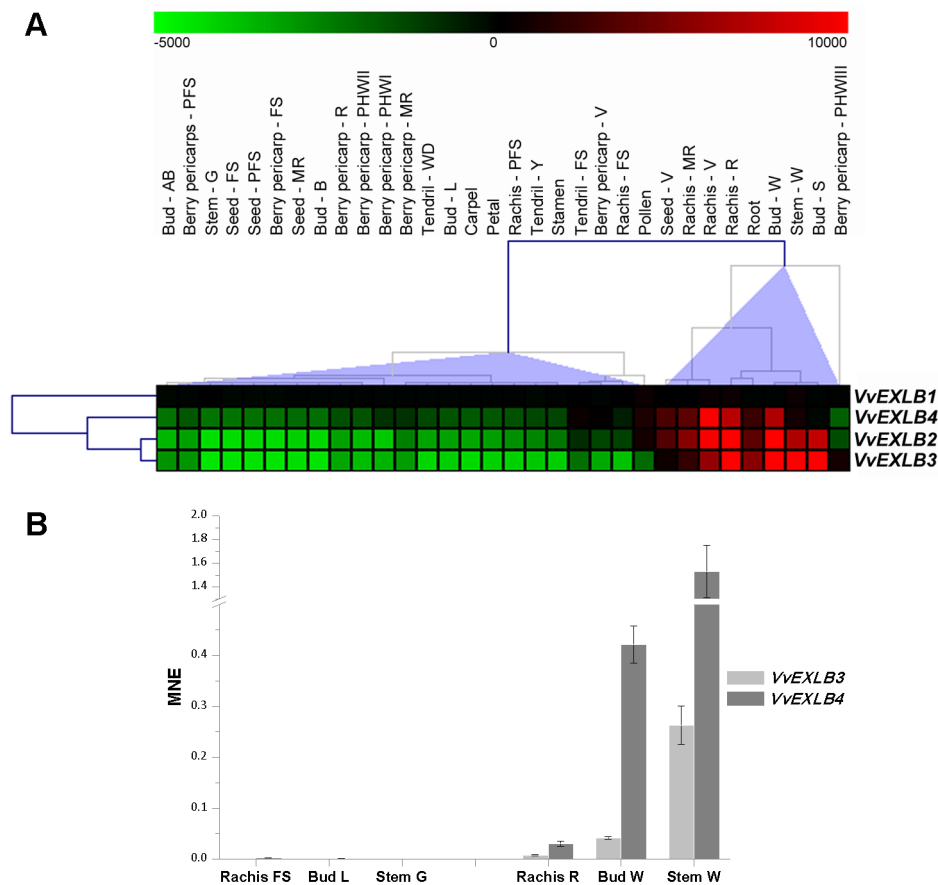 A
-5000 0 10000
Bud - AB
Berry pericarps - PFS
Stem - G
Seed - FS
Seed - PFS
Berry pericarp - FS
Seed - MR
Bud - B
Berry pericarp - R
Berry pericarp - PHWII
Berry pericarp - PHWI
Berry pericarp - MR
Tendril - WD
Bud - L
Carpel
Petal
Rachis - PFS
Tendril - Y
Stamen
Tendril - FS
Berry pericarp - V
Rachis - FS
Pollen
Seed - V
Rachis - MR
Rachis - V
Rachis - R
Root
Bud - W
Stem - W
Bud - S
Berry pericarp - PHWIII
VvEXLB1
VvEXLB4
VvEXLB2
VvEXLB3
B
MNE
2.0
1.8
1.6
1.4
0.4
0.3
0.2
0.1
0.0
VvEXLB3
VvEXLB4
Rachis FS Bud L Stem G Rachis R Bud W Stem W